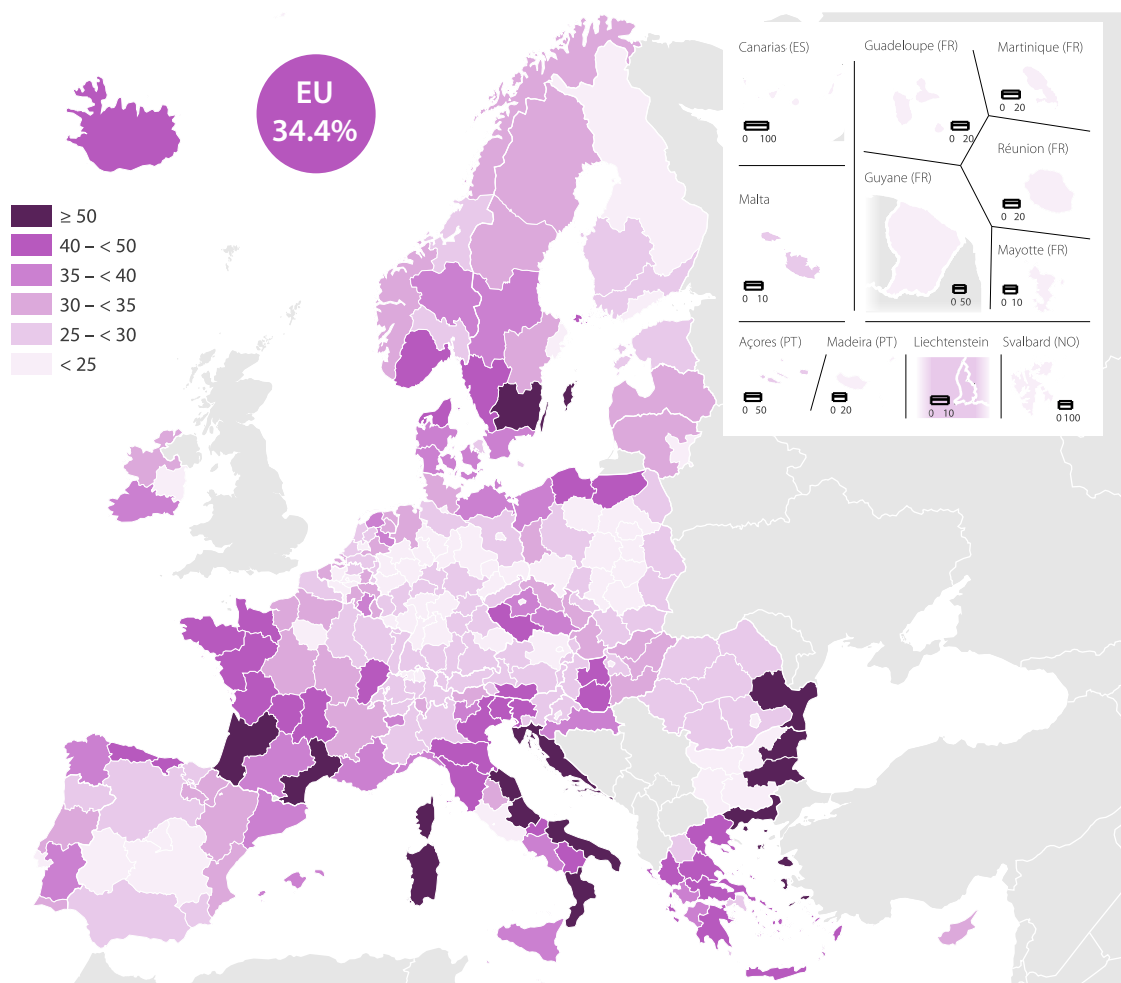 EU
34.4%
≥ 50
40 – < 50
35 – < 40
30 – < 35
25 – < 30
< 25
Canarias (ES)
0 100
Guadeloupe (FR)
0 20
Martinique (FR)
0 20
Réunion (FR)
0 20
Guyane (FR)
0 50
Malta
0 10
Mayotte (FR)
0 10
Açores (PT)
0 50
Madeira (PT)
0 20
Liechtenstein
0 10
Svalbard (NO)
0 100